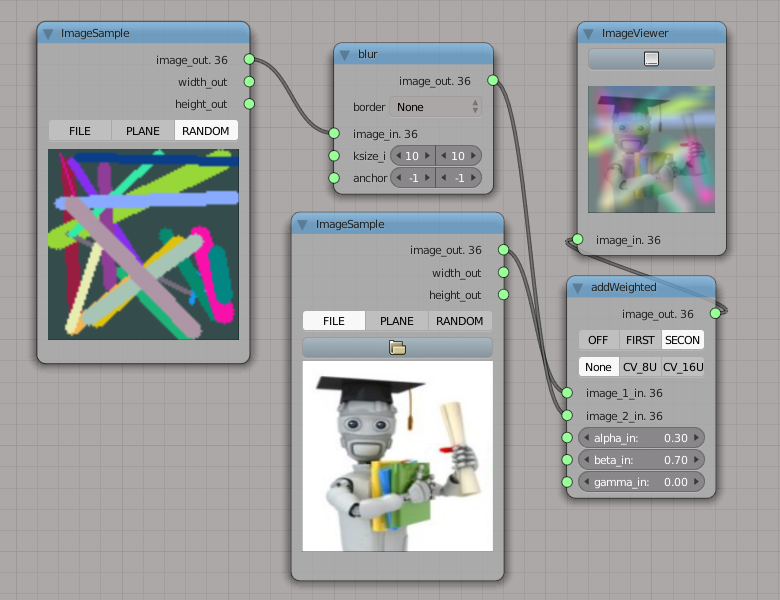 ImageSample
image_out. 36
width_out
height_out
FILE PLANE RANDOM
blur
image_out. 36
border None
image_in. 36
ksize_i 10 10
anchor -1 -1
ImageSample
image_out. 36
width_out
height_out
FILE PLANE RANDOM
ImageViewer
image_in. 36
addWeighted
image_out. 36
OFF FIRST SECON
None CV_8U CV_16U
image_1_in. 36
image_2_in. 36
alpha_in: 0.30
beta_in: 0.70
gamma_in: 0.00